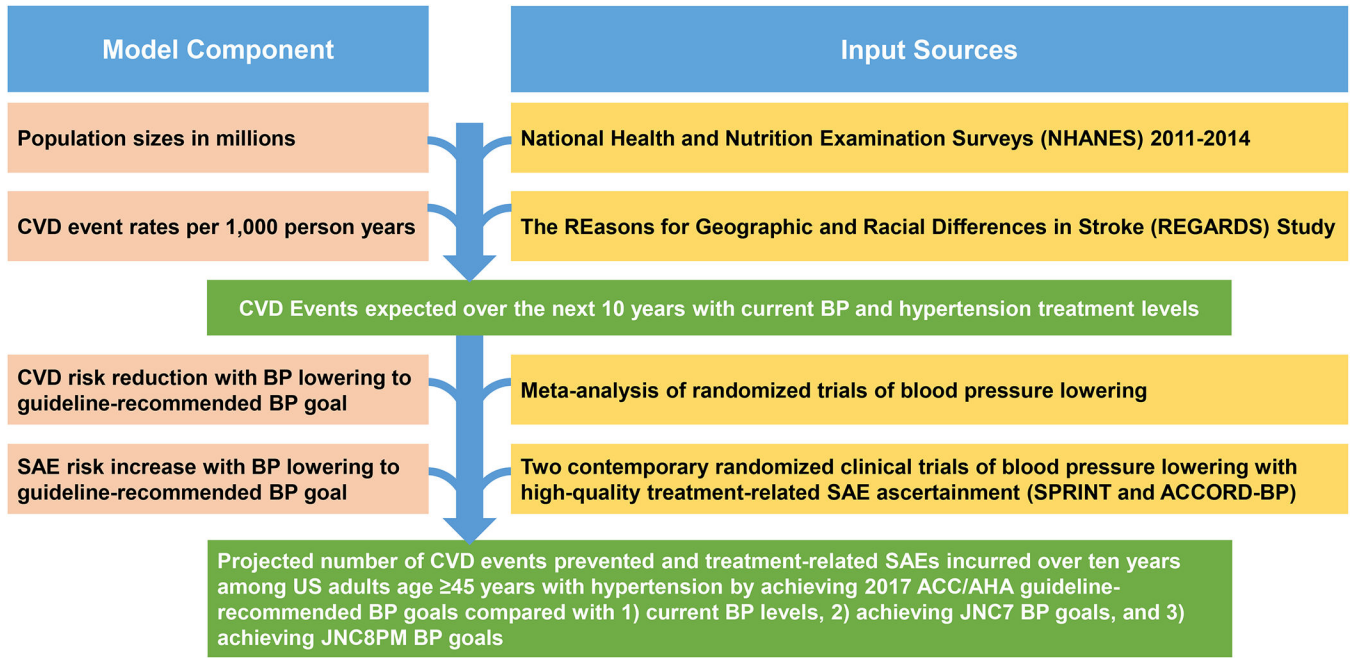 Model Component
Input Sources
Population sizes in millions
National Health and Nutrition Examination Surveys (NHANES) 2011-2014
CVD event rates per 1,000 person years
The REasons for Geographic and Racial Differences in Stroke (REGARDS) Study
CVD Events expected over the next 10 years with current BP and hypertension treatment levels
CVD risk reduction with BP lowering to
guideline-recommended BP goal
Meta-analysis of randomized trials of blood pressure lowering
SAE risk increase with BP lowering to
guideline-recommended BP goal
Two contemporary randomized clinical trials of blood pressure lowering with
high-quality treatment-related SAE ascertainment (SPRINT and ACCORD-BP)
Projected number of CVD events prevented and treatment-related SAEs incurred over ten years
among US adults age ≥45 years with hypertension by achieving 2017 ACC/AHA guideline-
recommended BP goals compared with 1) current BP levels, 2) achieving JNC7 BP goals, and 3)
achieving JNC8PM BP goals